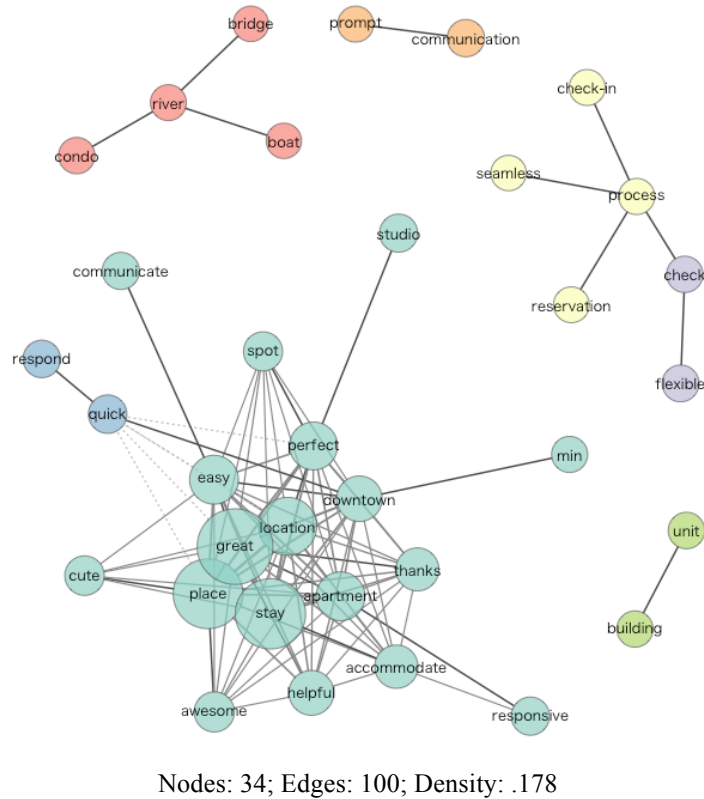 bridge
prompt
communication
river
check-in
condo
boat
seamless
process
studio
communicate
check
reservation
spot
respond
flexible
quick
perfect
min
easy
downtown
location
unit
great
cute
thanks
place
apartment
stay
building
accommodate
helpful
awesome
responsive
Nodes: 34; Edges: 100; Density: .178